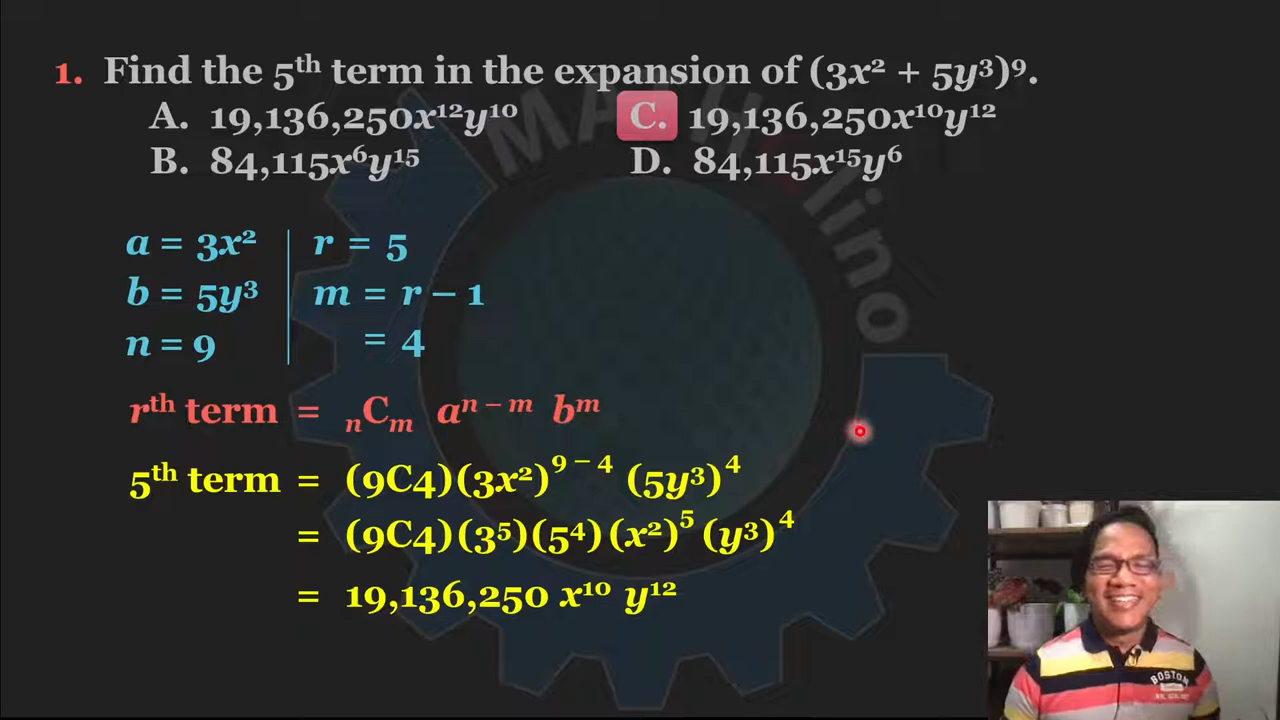 1. Find the 5ᵗʰ term in the expansion of (3x² + 5y³)⁹.
A. 19,136,250x¹²y¹⁰ C. 19,136,250x¹⁰y¹²
B. 84,115x⁶y¹⁵ D. 84,115x¹⁵y⁶
MATHlino
a = 3x² r = 5
b = 5y³ m = r − 1
n = 9 = 4
rᵗʰ term = ₙCₘ aⁿ⁻ᵐ bᵐ
5ᵗʰ term = (9C4)(3x²)⁹⁻⁴ (5y³)⁴
= (9C4)(3⁵)(5⁴)(x²)⁵ (y³)⁴
= 19,136,250 x¹⁰ y¹²
BOSTON